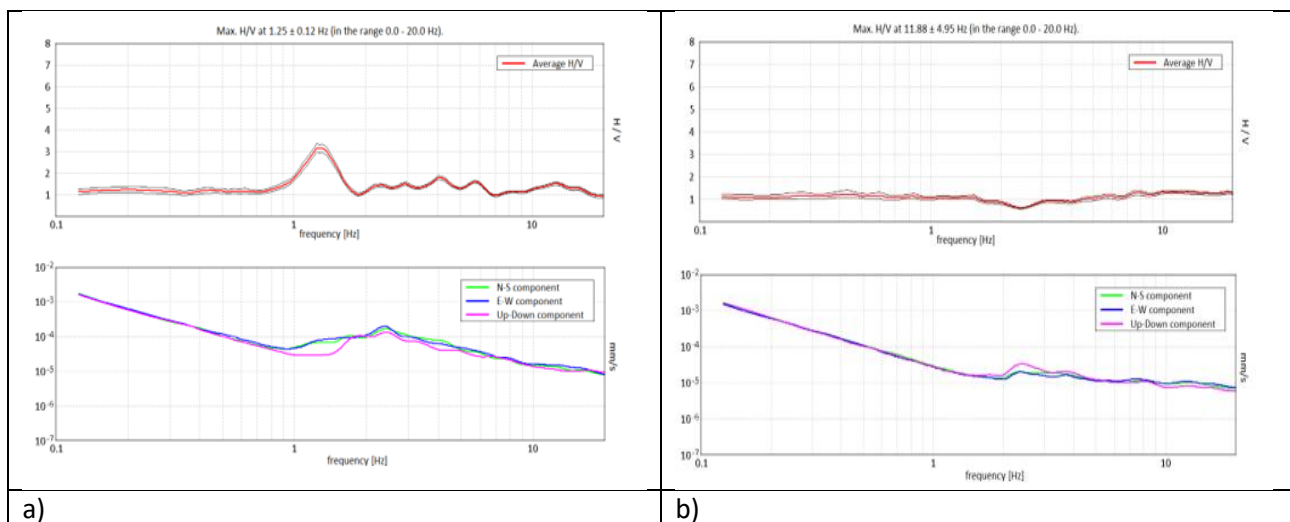 Max. H/V at 1.25 ± 0.12 Hz (in the range 0.0 - 20.0 Hz).
8
7
6
5
4
3
2
1
Average H/V
H / V
0.1 1 10
frequency [Hz]
10⁻²
10⁻³
10⁻⁴
10⁻⁵
10⁻⁶
10⁻⁷
N-S component
E-W component
Up-Down component
mm/s
0.1 1 10
frequency [Hz]
a)
Max. H/V at 11.88 ± 4.95 Hz (in the range 0.0 - 20.0 Hz).
8
7
6
5
4
3
2
1
Average H/V
H / V
0.1 1 10
frequency [Hz]
10⁻²
10⁻³
10⁻⁴
10⁻⁵
10⁻⁶
10⁻⁷
N-S component
E-W component
Up-Down component
mm/s
0.1 1 10
frequency [Hz]
b)